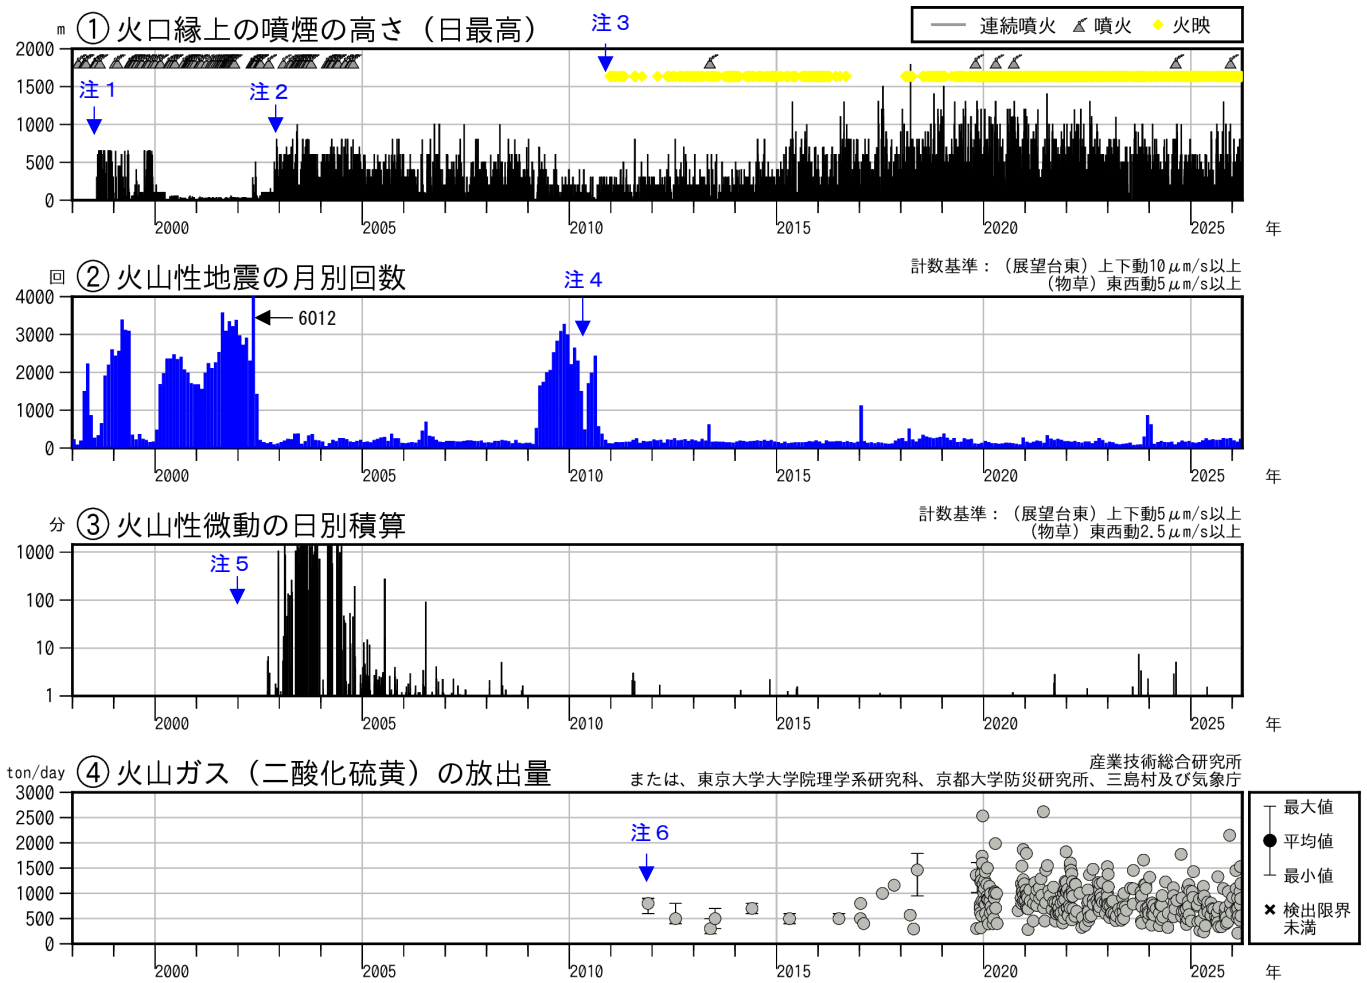 m ①火口縁上の噴煙の高さ（日最高）
連続噴火 噴火 火映
注3
2000
1500
1000
500
0
注1
注2
2000 2005 2010 2015 2020 2025 年
回 ②火山性地震の月別回数
計数基準：（展望台東）上下動10μm/s以上
（物草）東西動5μm/s以上
注4
4000
3000
2000
1000
0
6012
2000 2005 2010 2015 2020 2025 年
分 ③火山性微動の日別積算
計数基準：（展望台東）上下動5μm/s以上
（物草）東西動2.5μm/s以上
1000
100
10
1
注5
2000 2005 2010 2015 2020 2025 年
ton/day ④火山ガス（二酸化硫黄）の放出量
産業技術総合研究所
または、東京大学大学院理学系研究科、京都大学防災研究所、三島村及び気象庁
3000
2500
2000
1500
1000
500
0
注6
最大値
平均値
最小値
検出限界
未満
2000 2005 2010 2015 2020 2025 年